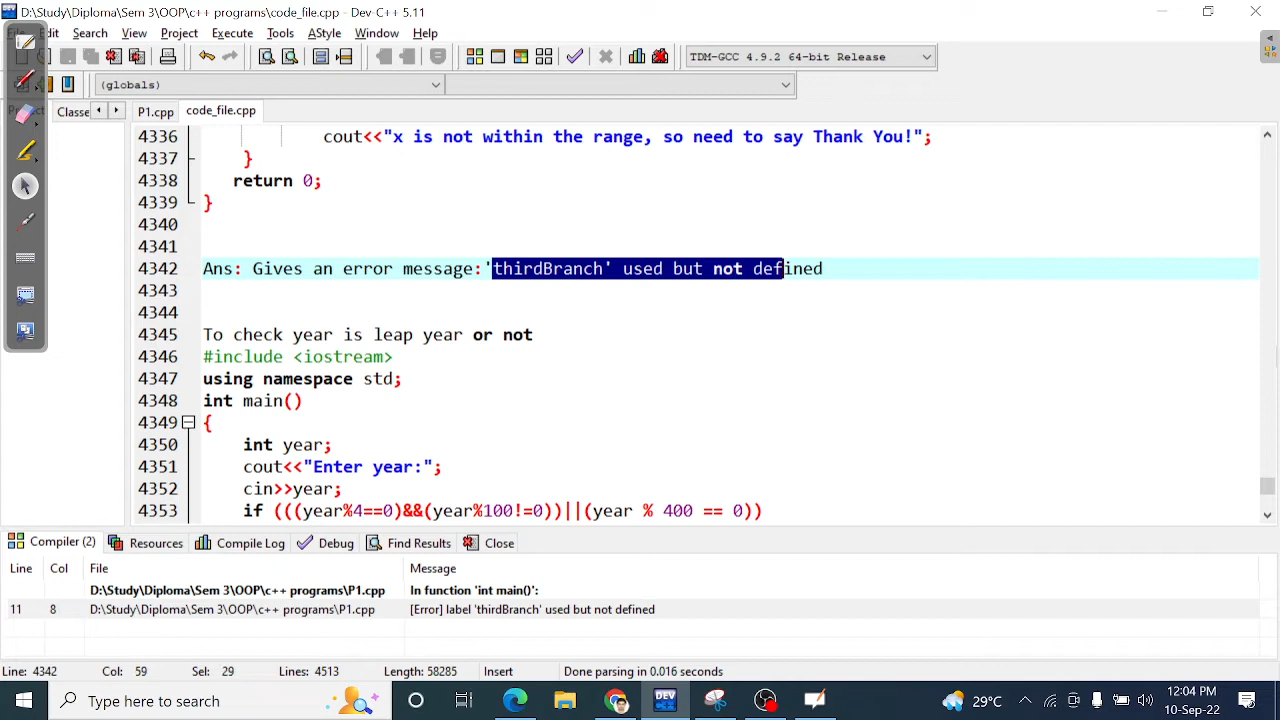 D:\Study\Diploma\Sem 3\OOP\c++ programs\code_file.cpp - Dev-C++ 5.11
Edit Search View Project Execute Tools AStyle Window Help
TDM-GCC 4.9.2 64-bit Release
(globals)
Classe P1.cpp code_file.cpp
4336 cout<<"x is not within the range, so need to say Thank You!";
4337 }
4338 return 0;
4339 }
4340
4341
4342 Ans: Gives an error message:'thirdBranch' used but not defined
4343
4344
4345 To check year is leap year or not
4346 #include <iostream>
4347 using namespace std;
4348 int main()
4349 {
4350 int year;
4351 cout<<"Enter year:";
4352 cin>>year;
4353 if (((year%4==0)&&(year%100!=0))||(year % 400 == 0))
Compiler (2) Resources Compile Log Debug Find Results Close
Line Col File Message
D:\Study\Diploma\Sem 3\OOP\c++ programs\P1.cpp In function 'int main()':
11 8 D:\Study\Diploma\Sem 3\OOP\c++ programs\P1.cpp [Error] label 'thirdBranch' used but not defined
Line: 4342 Col: 59 Sel: 29 Lines: 4513 Length: 58285 Insert Done parsing in 0.016 seconds
Type here to search DEV 29°C 12:04 PM
10-Sep-22